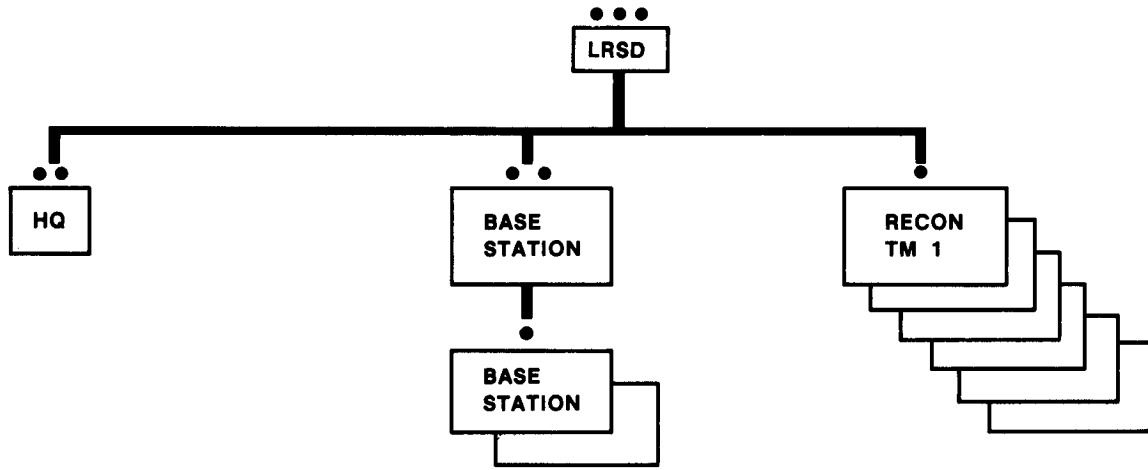 LRSD
HQ
BASE
STATION
RECON
TM 1
BASE
STATION